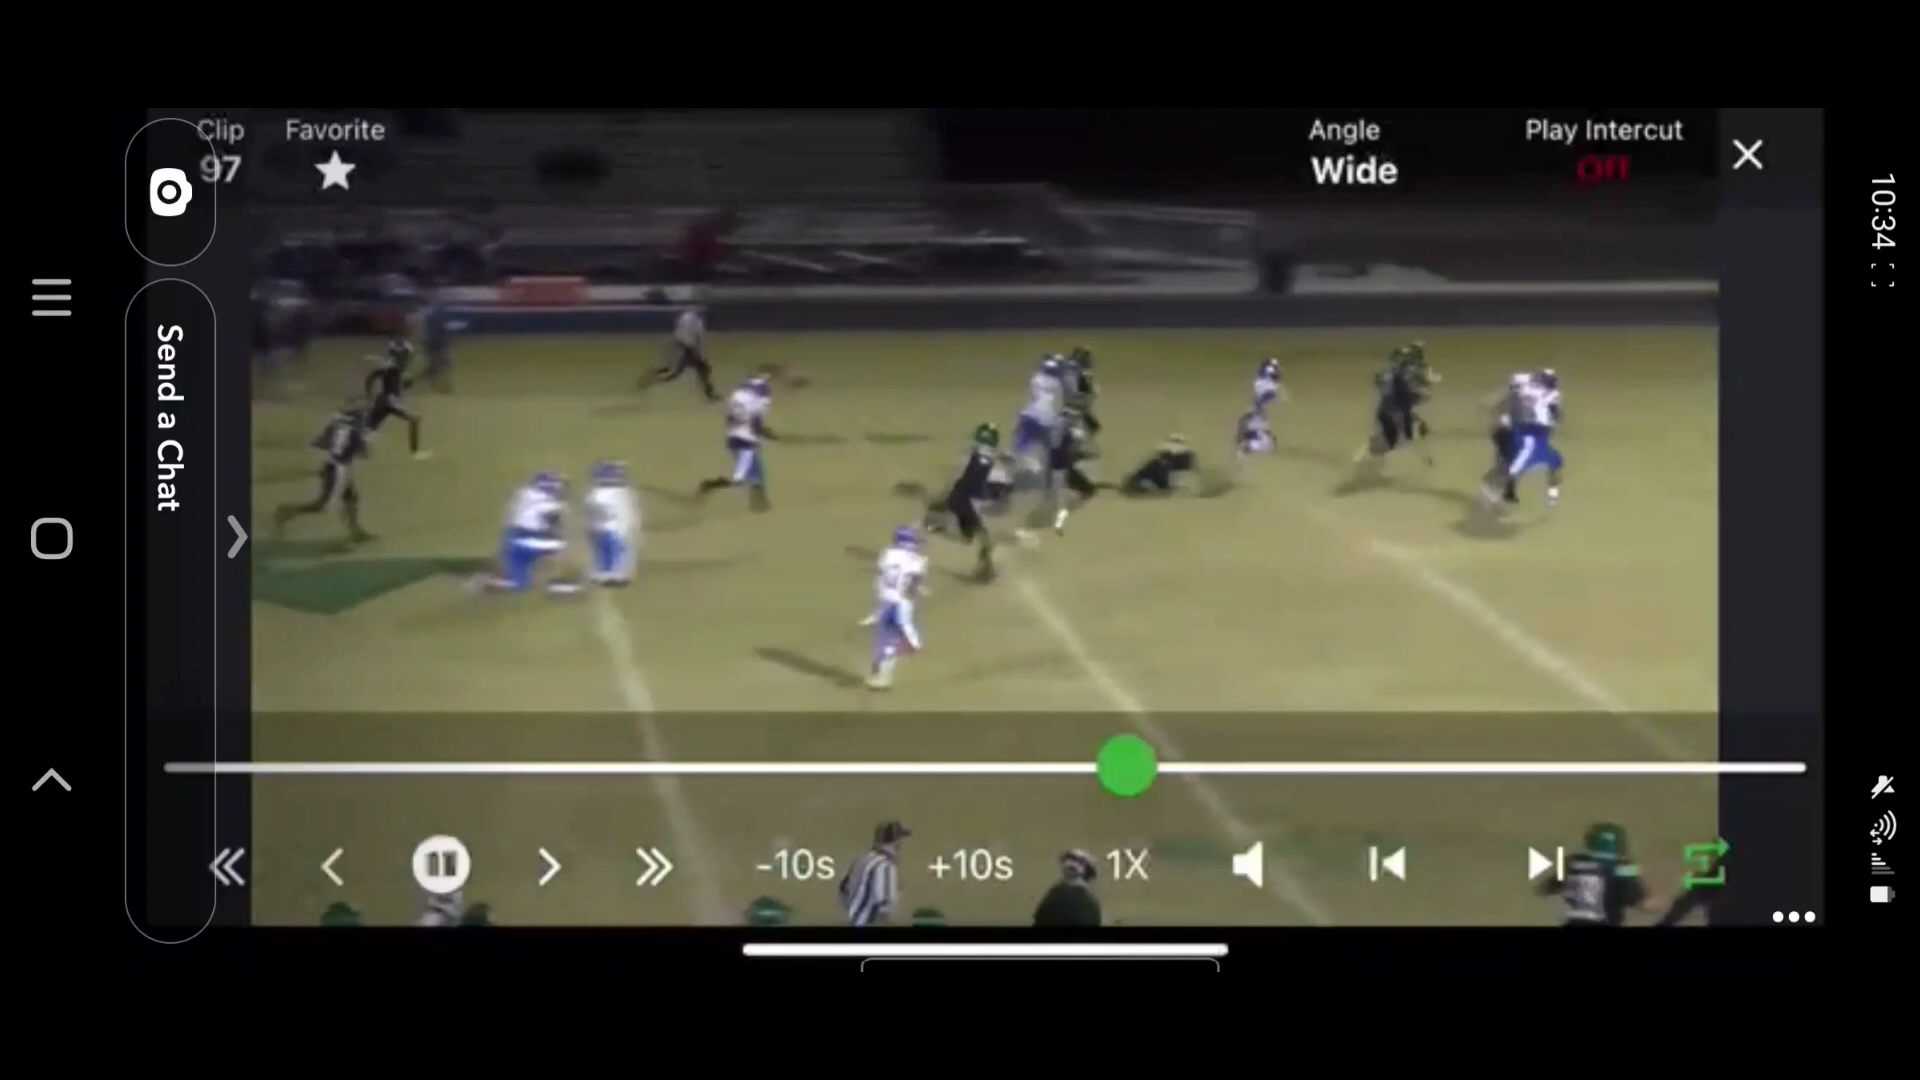 Clip
97
Favorite
Angle
Wide
Play Intercut
Off
Send a Chat
-10s
+10s
1X
10:34